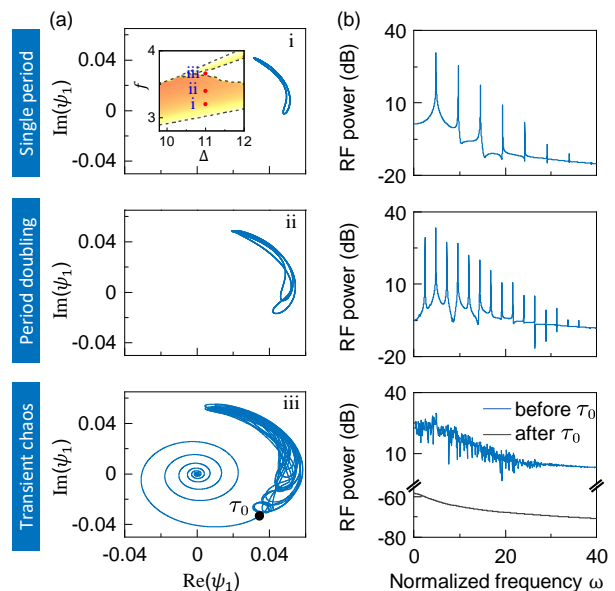 (a)
(b)
Single period
Im(ψ₁)
0.04
0
-0.04
i
4
f
3
iii
ii
i
10
11
12
Δ
RF power (dB)
40
10
-20
Period doubling
Im(ψ₁)
0.04
0
-0.04
ii
RF power (dB)
40
10
-20
Transient chaos
Im(ψ₁)
0.04
0
-0.04
iii
τ₀
-0.04
0
0.04
Re(ψ₁)
RF power (dB)
40
10
-60
-80
before τ₀
after τ₀
0
20
40
Normalized frequency ω